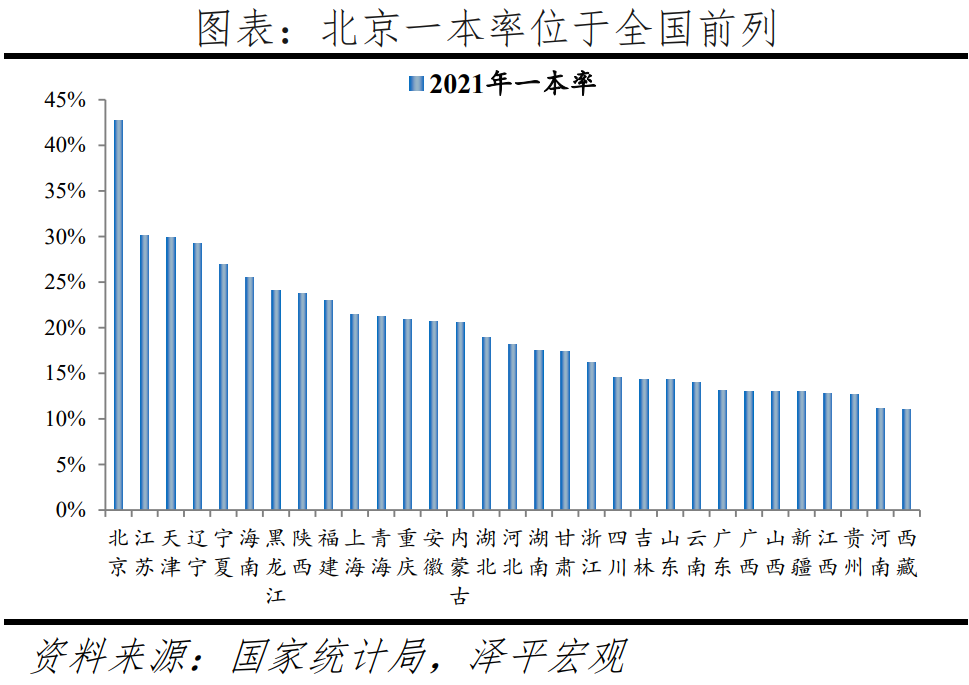 图表：北京一本率位于全国前列
2021年一本率
45%
40%
35%
30%
25%
20%
15%
10%
5%
0%
北京 江苏 天津 辽宁 宁夏 海南 黑龙江 陕西 福建 上海 青海 重庆 安徽 内蒙古 湖北 河北 湖南 甘肃 浙江 四川 吉林 山东 云南 广东 广西 山西 新疆 江西 贵州 河南 西藏
资料来源：国家统计局，泽平宏观